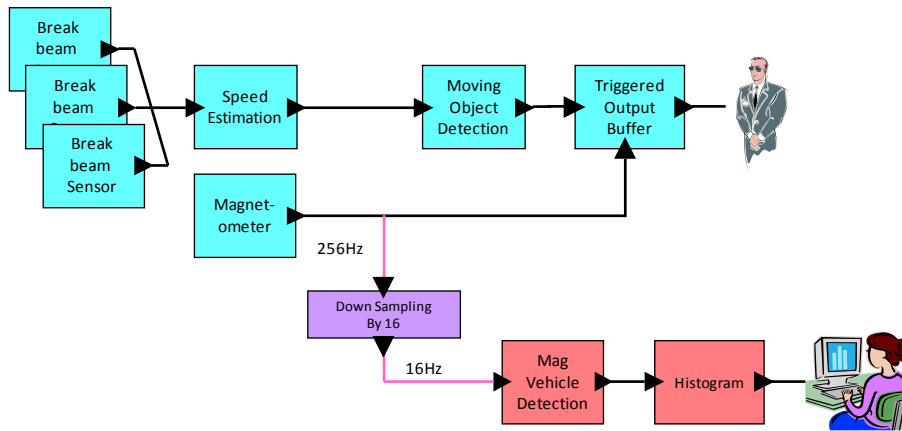 Break
beam
Break
beam
Break
beam
Sensor
Speed
Estimation
Moving
Object
Detection
Triggered
Output
Buffer
Magnet-
ometer
256Hz
Down Sampling
By 16
16Hz
Mag
Vehicle
Detection
Histogram